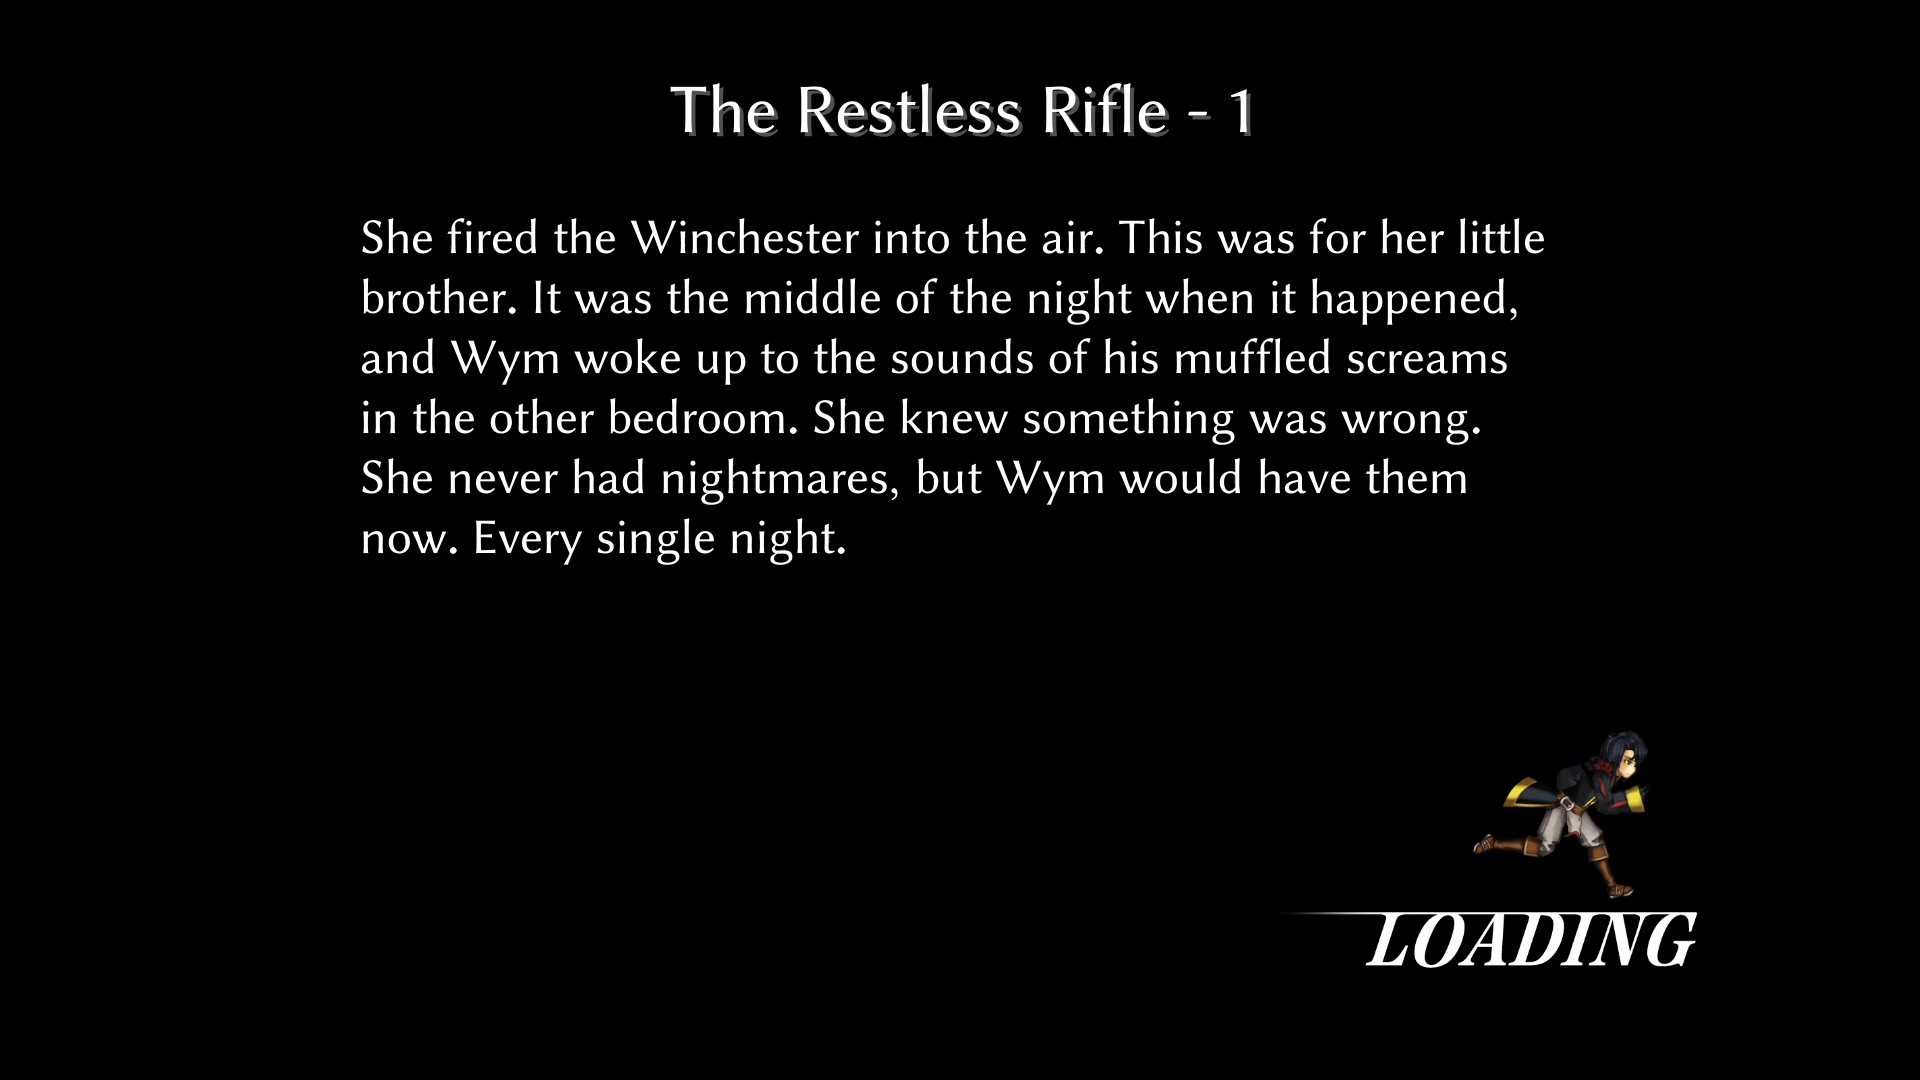 The Restless Rifle - 1
She fired the Winchester into the air. This was for her little
brother. It was the middle of the night when it happened,
and Wym woke up to the sounds of his muffled screams
in the other bedroom. She knew something was wrong.
She never had nightmares, but Wym would have them
now. Every single night.
LOADING